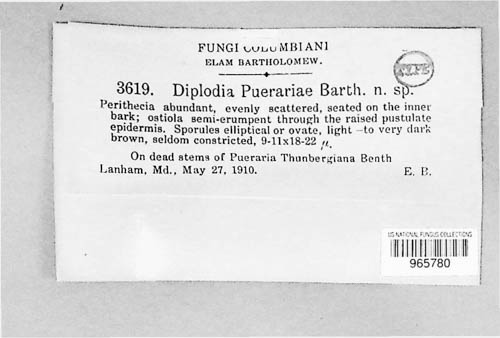 FUNGI COLUMBIANI
ELAM BARTHOLOMEW.
TYPE
3619. Diplodia Puerariae Barth. n. sp.
Perithecia abundant, evenly scattered, seated on the inner
bark; ostiola semi-erumpent through the raised pustulate
epidermis. Sporules elliptical or ovate, light —to very dark
brown, seldom constricted, 9-11x18-22 µ.
On dead stems of Pueraria Thunbergiana Benth
Lanham, Md., May 27, 1910. E. B.
US NATIONAL FUNGUS COLLECTIONS
965780